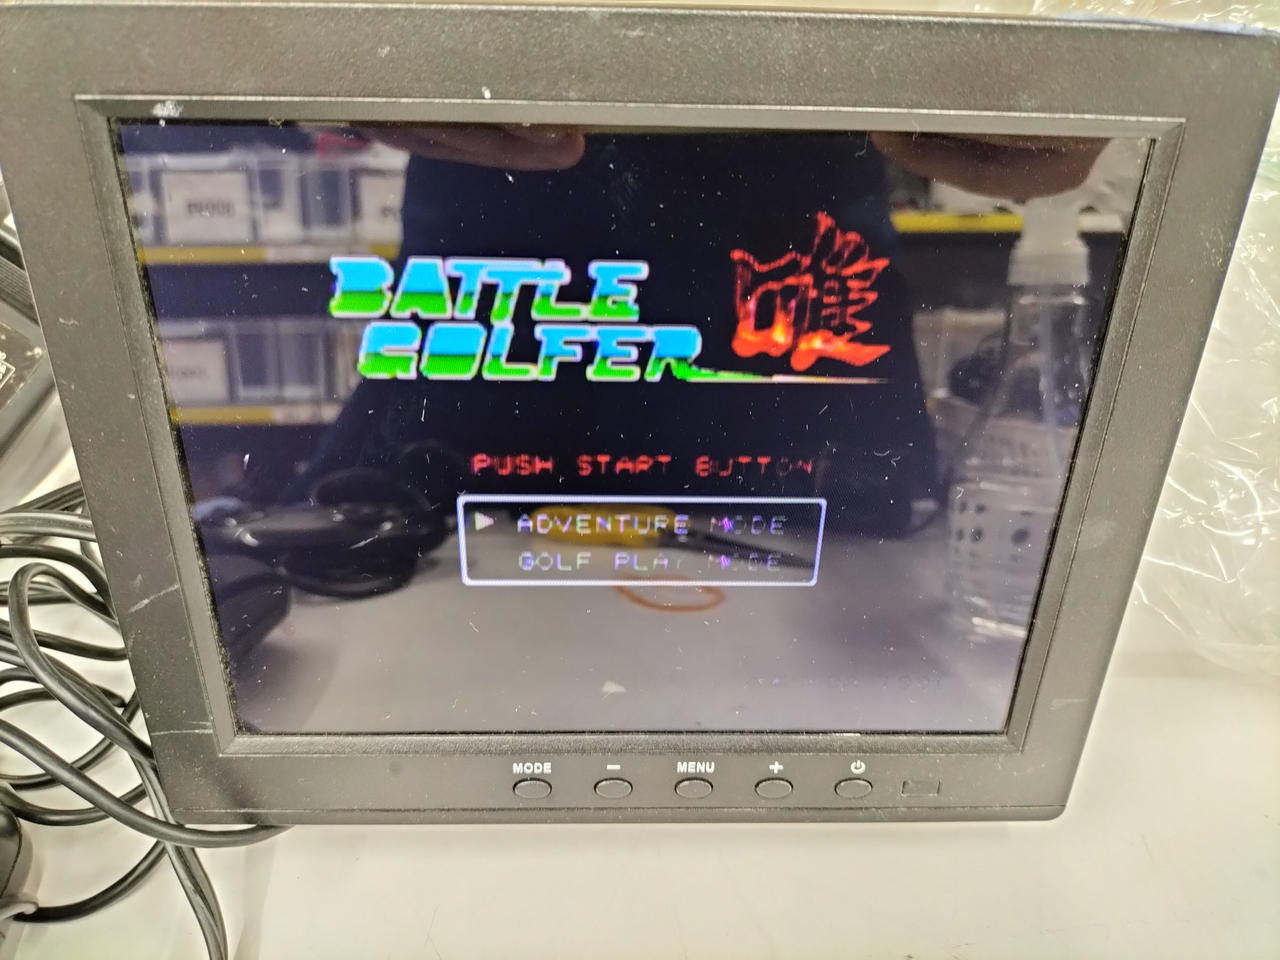 BATTLE
GOLFER
唯
PUSH START BUTTON
ADVENTURE MODE
GOLF PLAY MODE
MODE
−
MENU
+